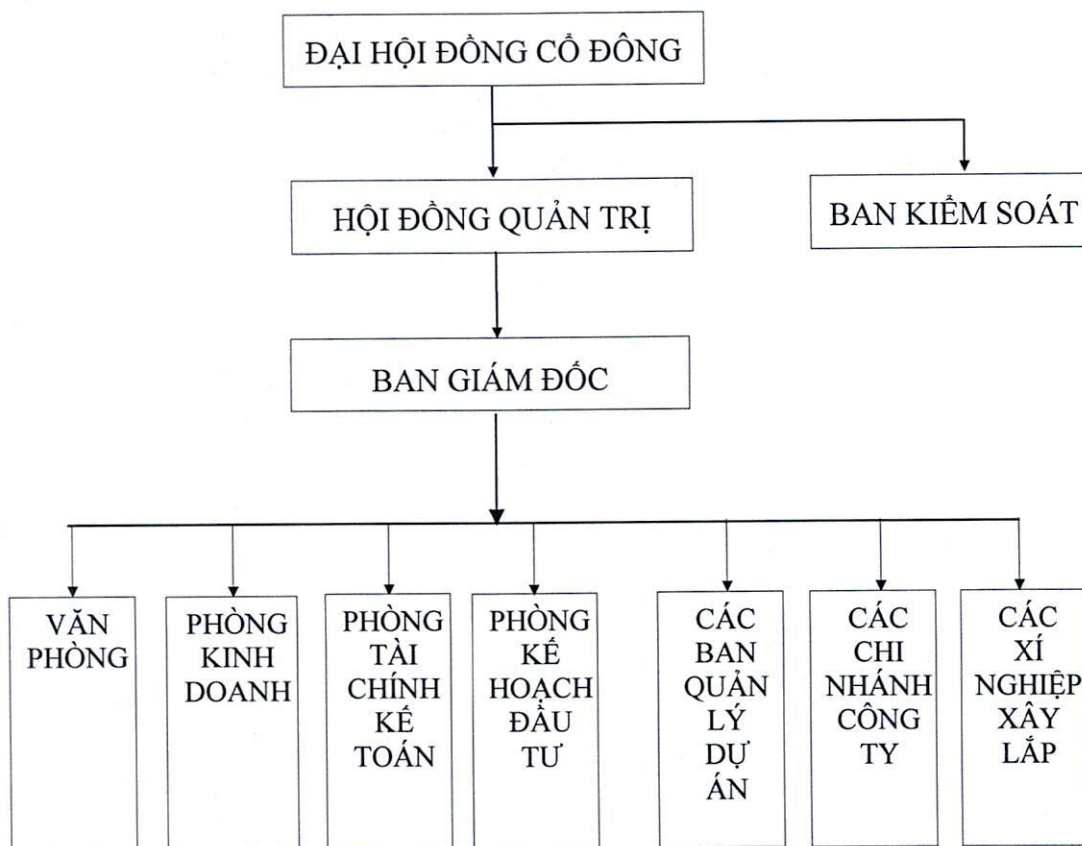 ĐẠI HỘI ĐỒNG CỔ ĐÔNG
HỘI ĐỒNG QUẢN TRỊ
BAN KIỂM SOÁT
BAN GIÁM ĐỐC
VĂN
PHÒNG
PHÒNG
KINH
DOANH
PHÒNG
TÀI
CHÍNH
KẾ
TOÁN
PHÒNG
KẾ
HOẠCH
ĐẦU
TƯ
CÁC
BAN
QUẢN
LÝ
DỰ
ÁN
CÁC
CHI
NHÁNH
CÔNG
TY
CÁC
XÍ
NGHIỆP
XÂY
LẮP